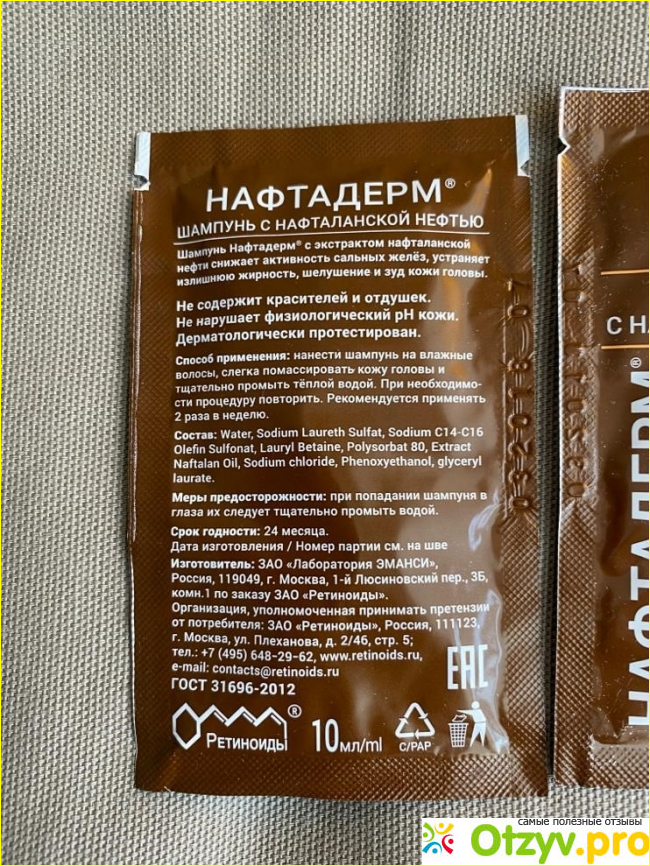 НАФТАДЕРМ®
ШАМПУНЬ С НАФТАЛАНСКОЙ НЕФТЬЮ
Шампунь Нафтадерм® с экстрактом нафталанской
нефти снижает активность сальных желёз, устраняет
излишнюю жирность, шелушение и зуд кожи головы.
Не содержит красителей и отдушек.
Не нарушает физиологический pH кожи.
Дерматологически протестирован.
Способ применения: нанести шампунь на влажные
волосы, слегка помассировать кожу головы и
тщательно промыть тёплой водой. При необходимо-
сти процедуру повторить. Рекомендуется применять
2 раза в неделю.
Состав: Water, Sodium Laureth Sulfat, Sodium C14-C16
Olefin Sulfonat, Lauryl Betaine, Polysorbat 80, Extract
Naftalan Oil, Sodium chloride, Phenoxyethanol, glyceryl
laurate.
Меры предосторожности: при попадании шампуня в
глаза их следует тщательно промыть водой.
Срок годности: 24 месяца.
Дата изготовления / Номер партии см. на шве
Изготовитель: ЗАО «Лаборатория ЭМАНСИ»,
Россия, 119049, г. Москва, 1-й Люсиновский пер., 3Б,
комн.1 по заказу ЗАО «Ретиноиды».
Организация, уполномоченная принимать претензии
от потребителя: ЗАО «Ретиноиды», Россия, 111123,
г. Москва, ул. Плеханова, д. 2/46, стр. 5;
тел.: +7 (495) 648-29-62, www.retinoids.ru,
e-mail: contacts@retinoids.ru
ГОСТ 31696-2012
EAC
Ретиноиды®
10мл/ml
C/PAP
032018 07
С НА
НАФТАДЕРМ®
самые полезные отзывы
Otzyv.pro